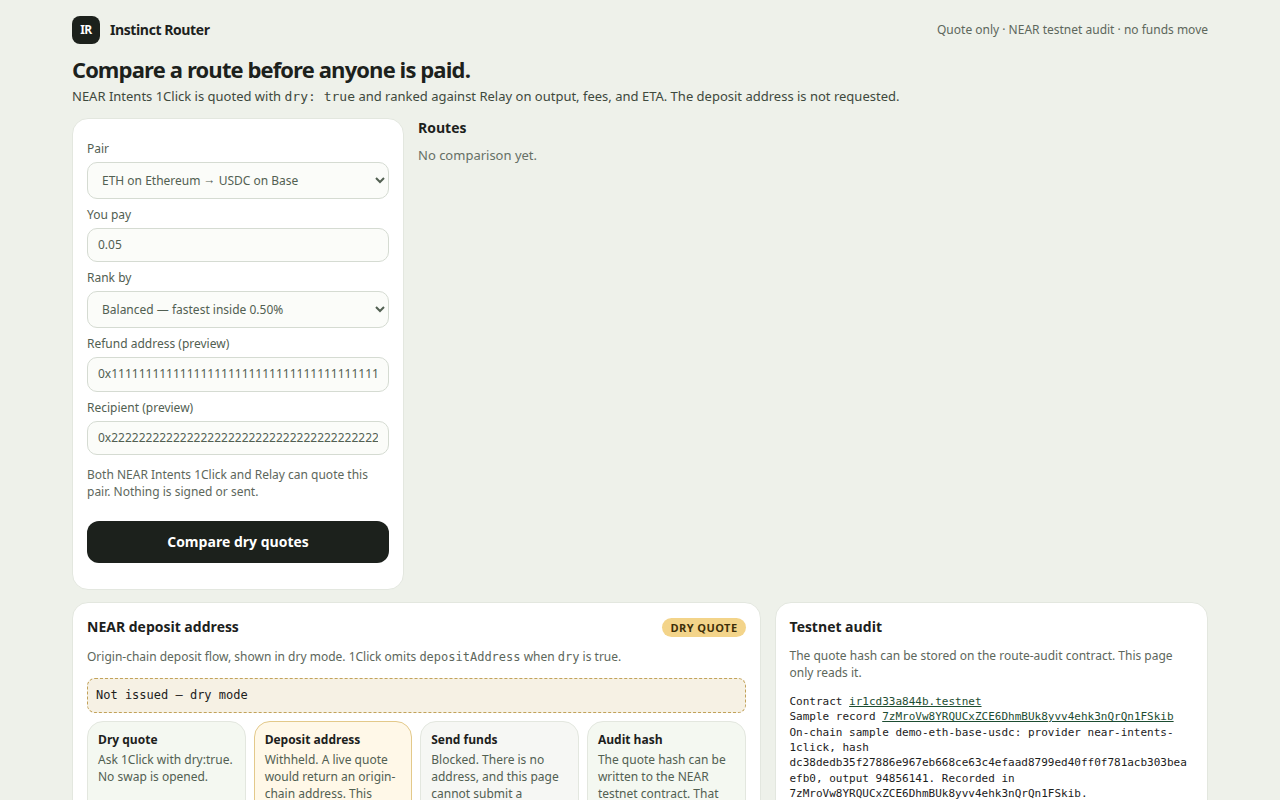 IR Instinct Router
Quote only · NEAR testnet audit · no funds move
Compare a route before anyone is paid.
NEAR Intents 1Click is quoted with dry: true and ranked against Relay on output, fees, and ETA. The deposit address is not requested.
Pair
ETH on Ethereum → USDC on Base
You pay
0.05
Rank by
Balanced — fastest inside 0.50%
Refund address (preview)
0x1111111111111111111111111111111111111111
Recipient (preview)
0x2222222222222222222222222222222222222222
Both NEAR Intents 1Click and Relay can quote this
pair. Nothing is signed or sent.
Compare dry quotes
Routes
No comparison yet.
NEAR deposit address
DRY QUOTE
Origin-chain deposit flow, shown in dry mode. 1Click omits depositAddress when dry is true.
Not issued — dry mode
Dry quote
Ask 1Click with dry:true.
No swap is opened.
Deposit address
Withheld. A live quote
would return an origin-
chain address. This
Send funds
Blocked. There is no
address, and this page
cannot submit a
Audit hash
The quote hash can be
written to the NEAR
testnet contract. That
Testnet audit
The quote hash can be stored on the route-audit contract. This page
only reads it.
Contract ir1cd33a844b.testnet
Sample record 7zMroVw8YRQUCxZCE6DhmBUk8yvv4ehk3nQrQn1FSkib
On-chain sample demo-eth-base-usdc: provider near-intents-
1click, hash
dc38dedb35f27886e967eb668ce63c4efaad8799ed40ff0f781acb303bea
efb0, output 94856141. Recorded in
7zMroVw8YRQUCxZCE6DhmBUk8yvv4ehk3nQrQn1FSkib.